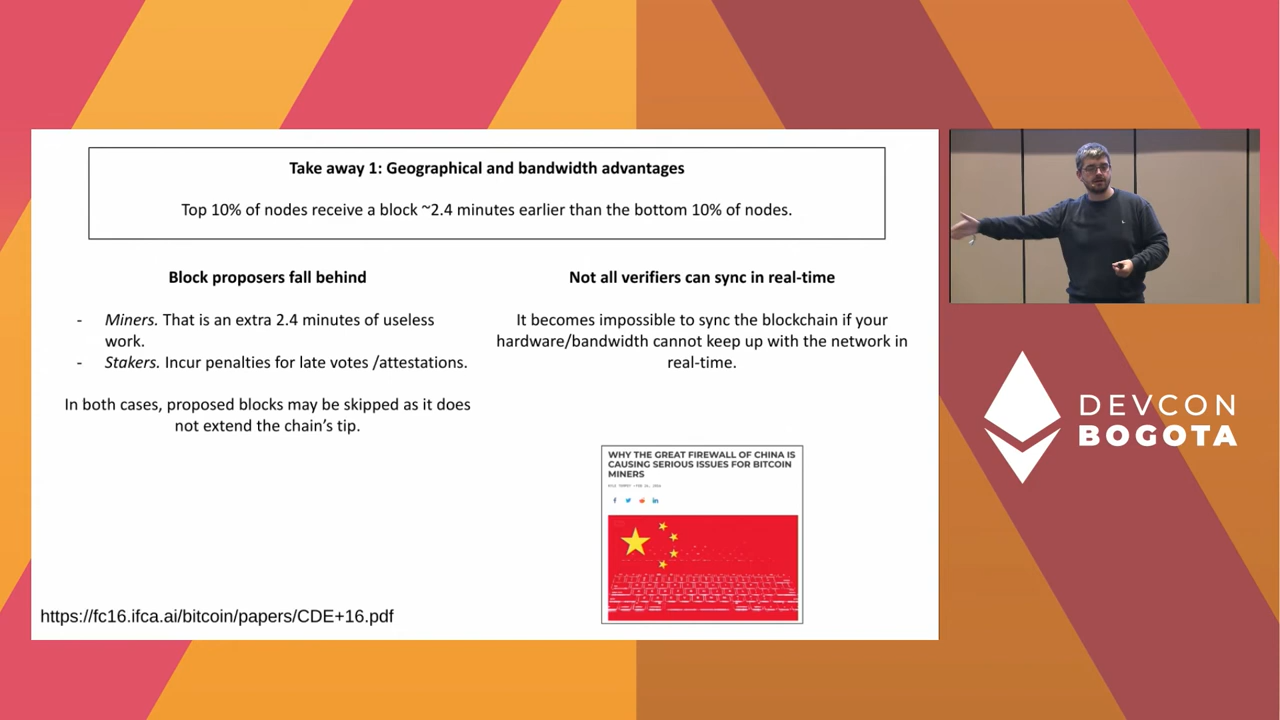 Take away 1: Geographical and bandwidth advantages
Top 10% of nodes receive a block ~2.4 minutes earlier than the bottom 10% of nodes.
Block proposers fall behind
- Miners. That is an extra 2.4 minutes of useless
work.
- Stakers. Incur penalties for late votes /attestations.
In both cases, proposed blocks may be skipped as it does
not extend the chain's tip.
Not all verifiers can sync in real-time
It becomes impossible to sync the blockchain if your
hardware/bandwidth cannot keep up with the network in
real-time.
WHY THE GREAT FIREWALL OF CHINA IS
CAUSING SERIOUS ISSUES FOR BITCOIN
MINERS
https://fc16.ifca.ai/bitcoin/papers/CDE+16.pdf
DEVCON
BOGOTA